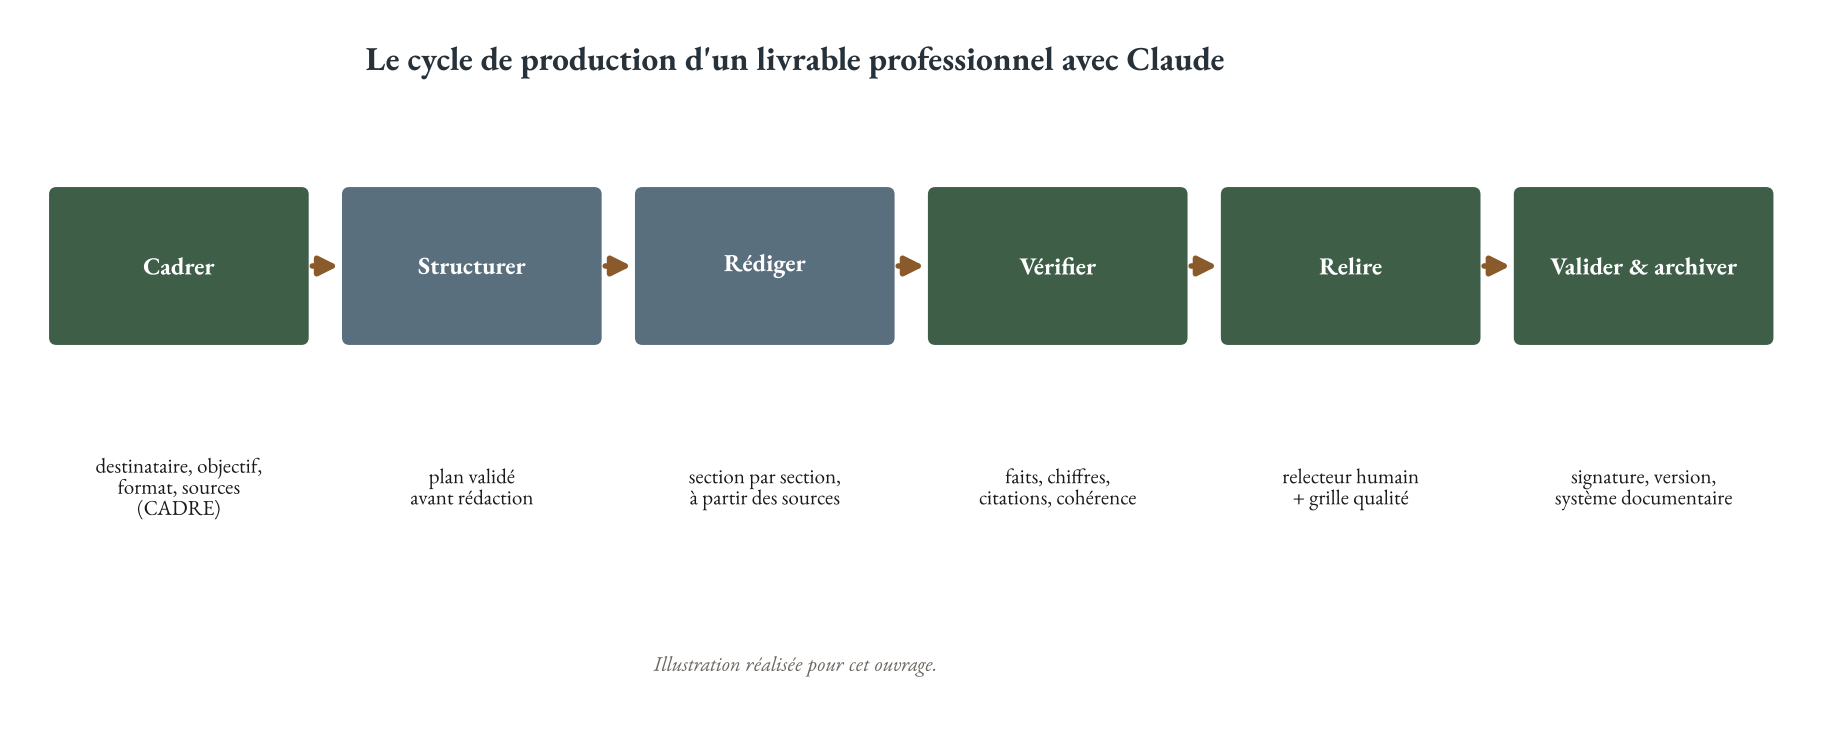 Le cycle de production d'un livrable professionnel avec Claude
Cadrer
Structurer
Rédiger
Vérifier
Relire
Valider & archiver
destinataire, objectif,
format, sources
(CADRE)
plan validé
avant rédaction
section par section,
à partir des sources
faits, chiffres,
citations, cohérence
relecteur humain
+ grille qualité
signature, version,
système documentaire
Illustration réalisée pour cet ouvrage.